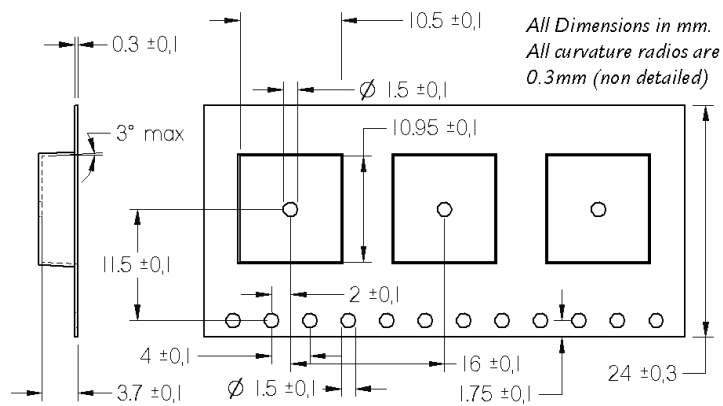 10.5 ±0,1
All Dimensions in mm.
All curvature radios are
0.3mm (non detailed)
0.3 ±0,1
Ø 1.5 ±0,1
3° max
10.95 ±0,1
11.5 ±0,1
2 ±0,1
4 ±0,1
16 ±0,1
24 ±0,3
3.7 ±0,1
Ø 1.5 ±0,1
1.75 ±0,1